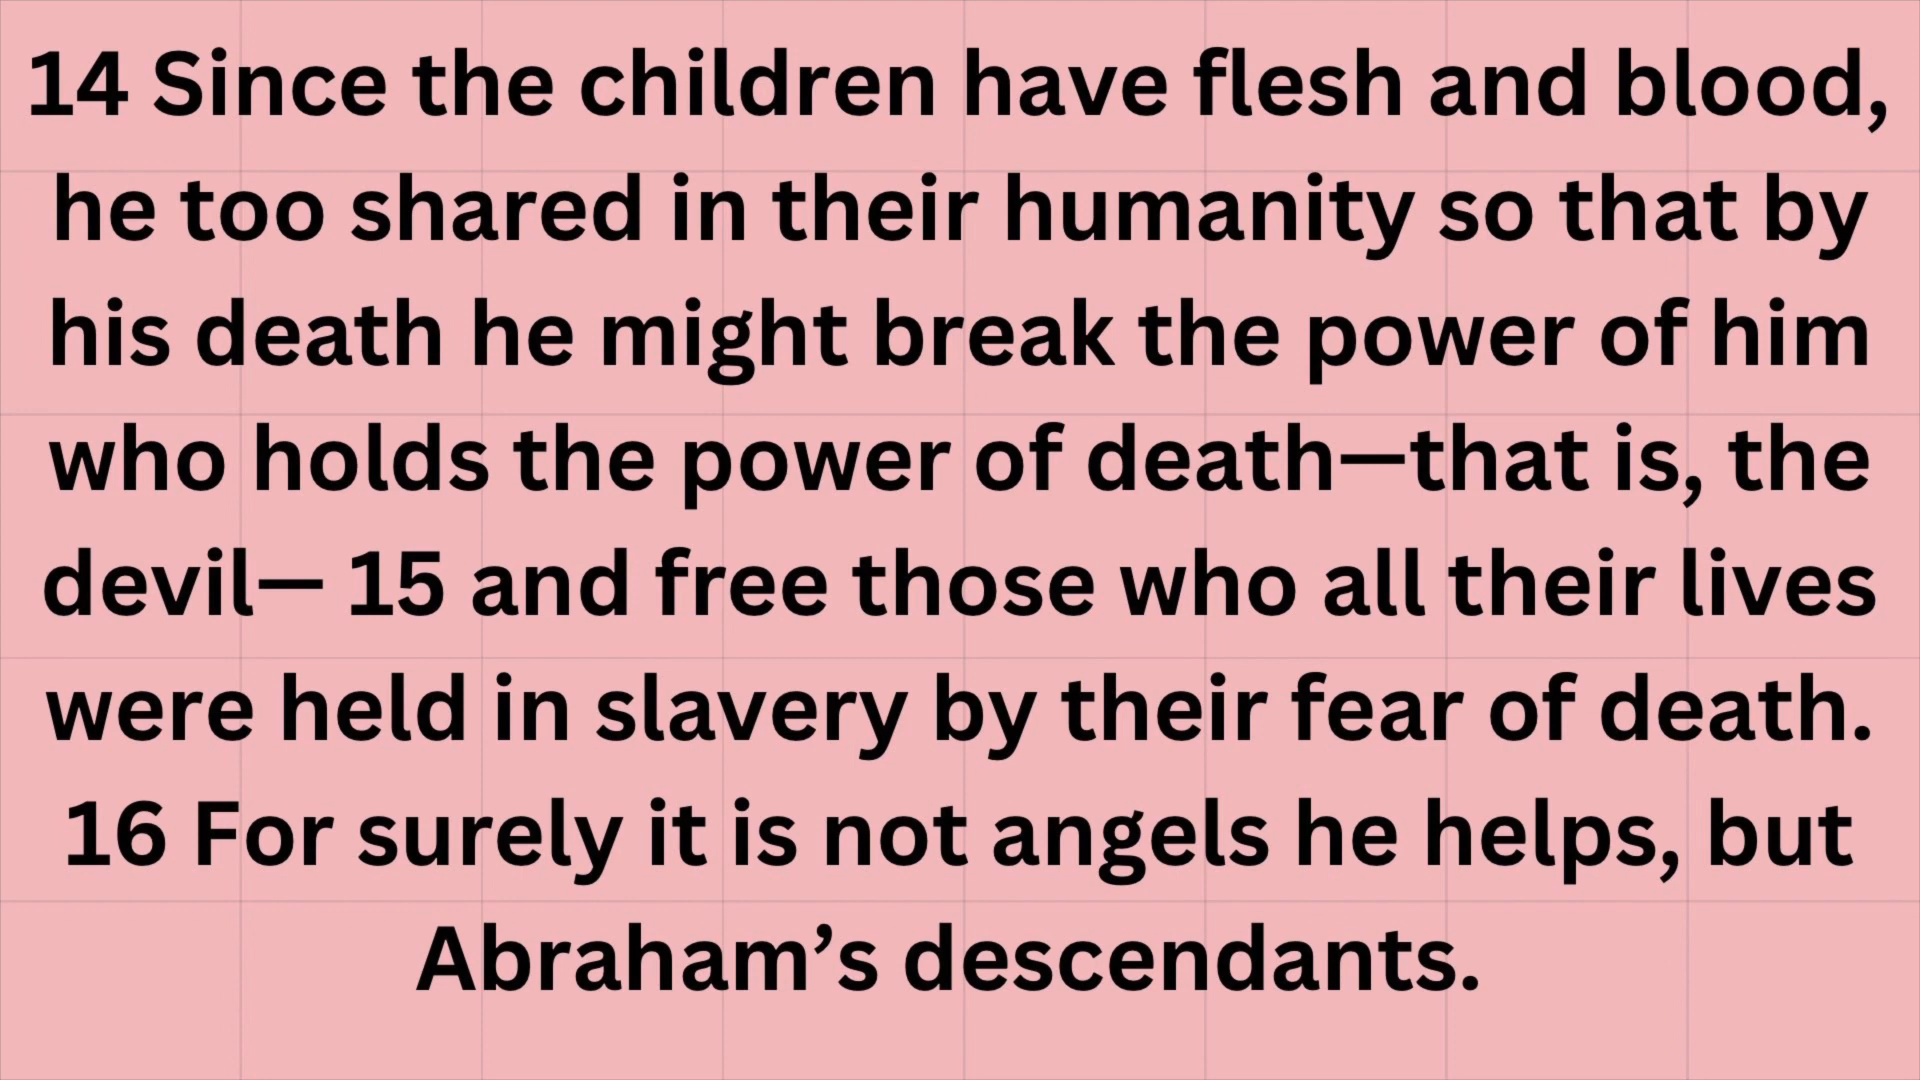 14 Since the children have flesh and blood,
he too shared in their humanity so that by
his death he might break the power of him
who holds the power of death—that is, the
devil— 15 and free those who all their lives
were held in slavery by their fear of death.
16 For surely it is not angels he helps, but
Abraham’s descendants.